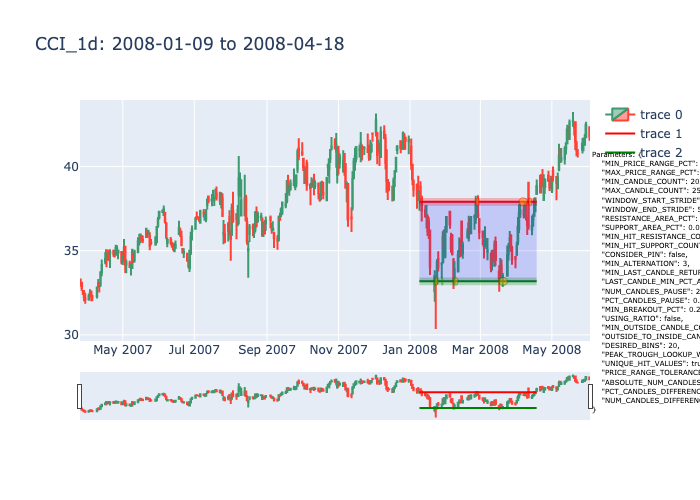 CCI_1d: 2008-01-09 to 2008-04-18
trace 0
trace 1
trace 2
Parameters: {
"MIN_PRICE_RANGE_PCT":
"MAX_PRICE_RANGE_PCT":
"MIN_CANDLE_COUNT": 20
"MAX_CANDLE_COUNT": 25
"WINDOW_START_STRIDE"
"WINDOW_END_STRIDE": 5
"RESISTANCE_AREA_PCT":
"SUPPORT_AREA_PCT": 0.0
"MIN_HIT_RESISTANCE_CO
"MIN_HIT_SUPPORT_COUN
"CONSIDER_PIN": false,
"MIN_ALTERNATION": 3,
"MIN_LAST_CANDLE_RETUR
"LAST_CANDLE_MIN_PCT_A
"NUM_CANDLES_PAUSE": 2
"PCT_CANDLES_PAUSE": 0.
"MIN_BREAKOUT_PCT": 0.2
"USING_RATIO": false,
"MIN_OUTSIDE_CANDLE_CO
"OUTSIDE_TO_INSIDE_CAN
"DESIRED_BINS": 20,
"PEAK_TROUGH_LOOKUP_W
"UNIQUE_HIT_VALUES": tru
"PRICE_RANGE_TOLERANC
"ABSOLUTE_NUM_CANDLES
"PCT_CANDLES_DIFFERENC
"NUM_CANDLES_DIFFEREN
}
40
35
30
May 2007 Jul 2007 Sep 2007 Nov 2007 Jan 2008 Mar 2008 May 2008